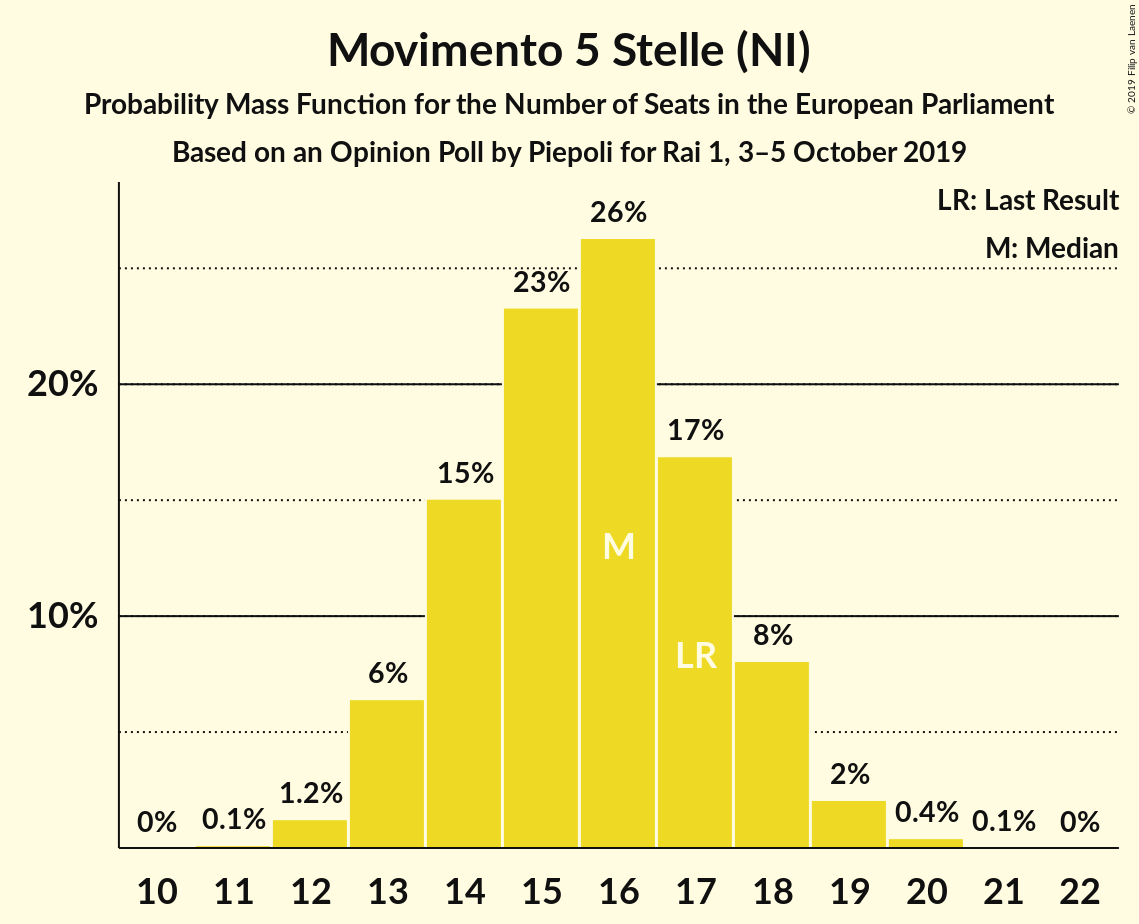 Movimento 5 Stelle (NI)
Probability Mass Function for the Number of Seats in the European Parliament
Based on an Opinion Poll by Piepoli for Rai 1, 3–5 October 2019
© 2019 Filip van Laenen
LR: Last Result
M: Median
20%
10%
0%
0.1%
1.2%
6%
15%
23%
26%
17%
8%
2%
0.4%
0.1%
0%
M
LR
10 11 12 13 14 15 16 17 18 19 20 21 22